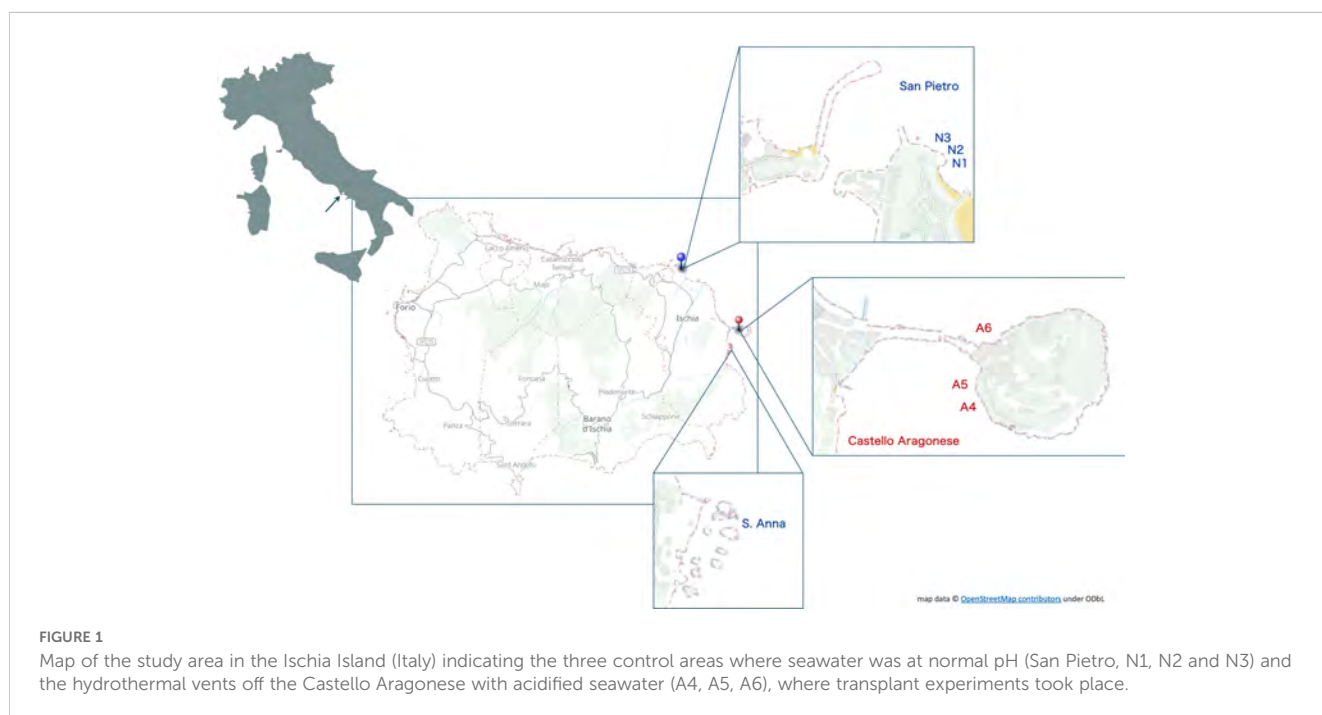 San Pietro
N3
N2
N1
Forio
Ischia
Fontana
Barano
d'Ischia
A6
A5
A4
Castello Aragonese
3
S. Anna
map data © OpenStreetMap contributors under ODbL
FIGURE 1
Map of the study area in the Ischia Island (Italy) indicating the three control areas where seawater was at normal pH (San Pietro, N1, N2 and N3) and
the hydrothermal vents off the Castello Aragonese with acidified seawater (A4, A5, A6), where transplant experiments took place.